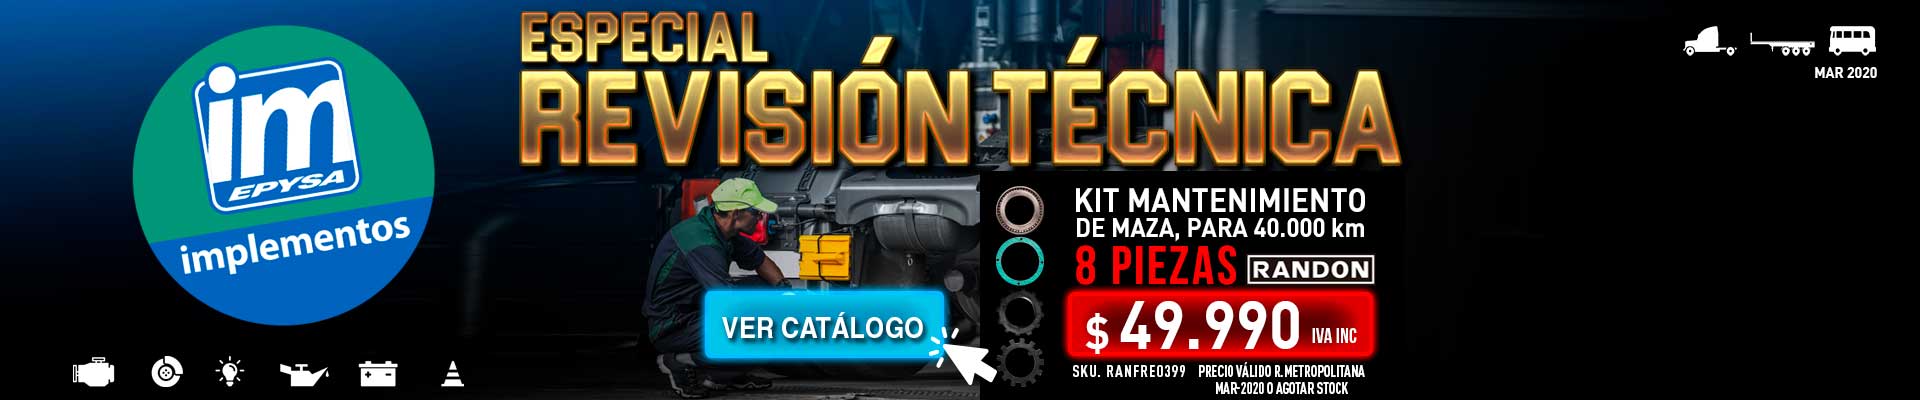 im
EPYSA
implementos
ESPECIAL
REVISIÓN TÉCNICA
MAR 2020
KIT MANTENIMIENTO
DE MAZA, PARA 40.000 km
8 PIEZAS RANDON
$ 49.990 IVA INC
SKU. RANFRE0399 PRECIO VÁLIDO R. METROPOLITANA
MAR-2020 O AGOTAR STOCK
VER CATÁLOGO